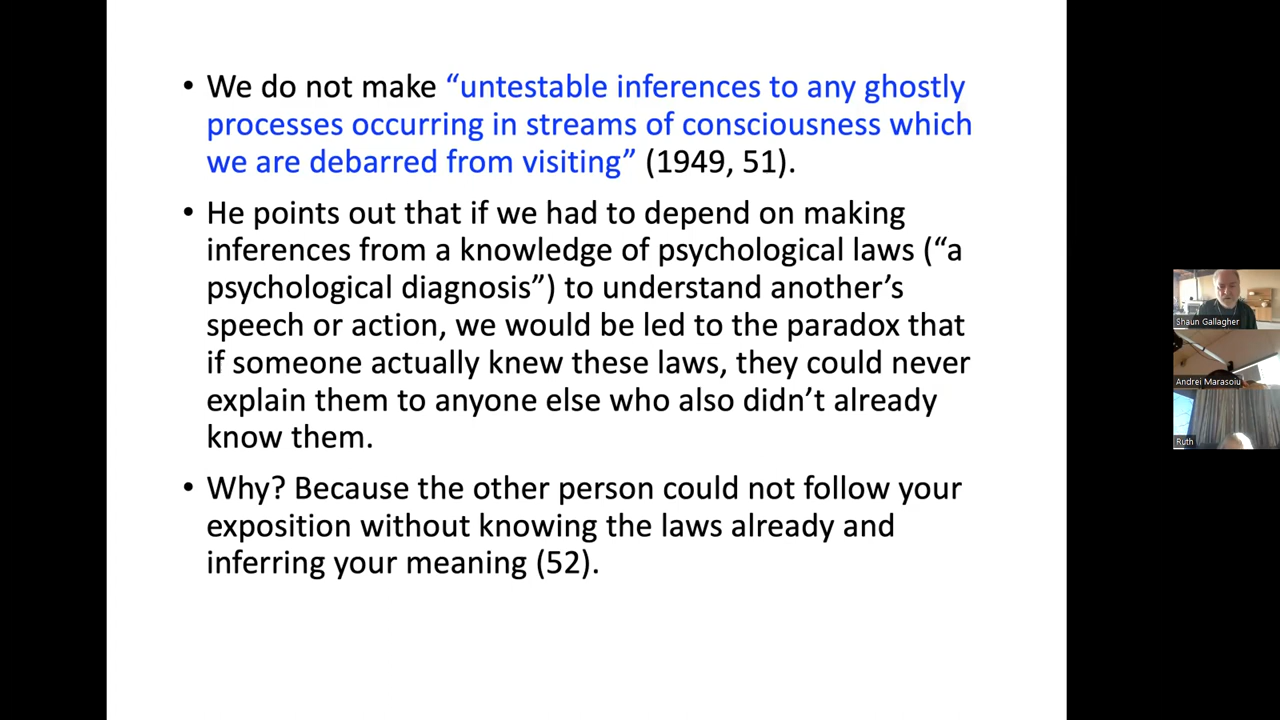 • We do not make “untestable inferences to any ghostly
processes occurring in streams of consciousness which
we are debarred from visiting” (1949, 51).
• He points out that if we had to depend on making
inferences from a knowledge of psychological laws (“a
psychological diagnosis”) to understand another’s
speech or action, we would be led to the paradox that
if someone actually knew these laws, they could never
explain them to anyone else who also didn’t already
know them.
• Why? Because the other person could not follow your
exposition without knowing the laws already and
inferring your meaning (52).
Shaun Gallagher
Andrei Marasoiu
Ruth